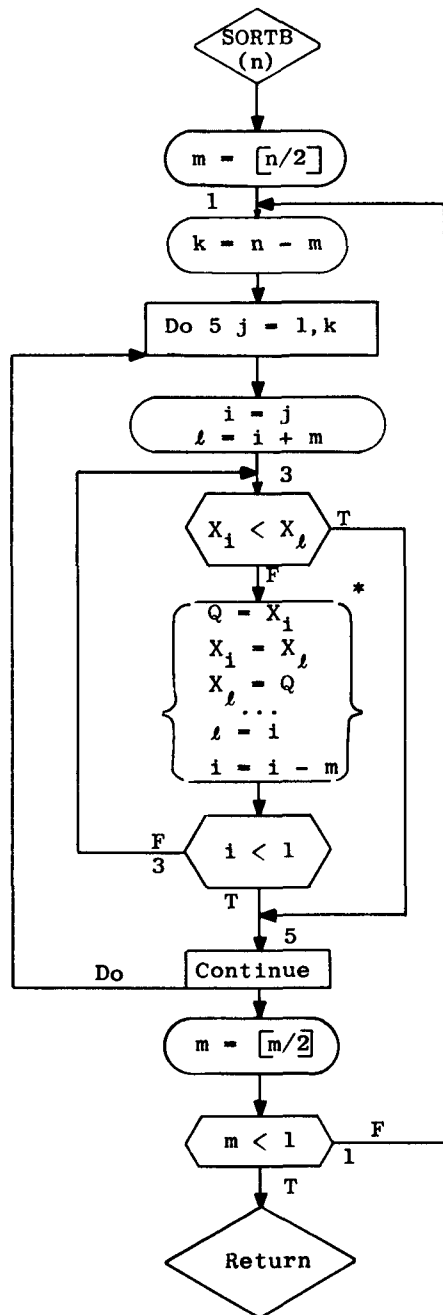 SORTB
(n)
m = [n/2]
1
k = n - m
Do 5 j = 1,k
i = j
ℓ = i + m
3
X_i < X_ℓ
T
F
*
Q = X_i
X_i = X_ℓ
X_ℓ = Q
...
ℓ = i
i = i - m
F
3
i < 1
T
5
Do
Continue
m = [m/2]
m < 1
F
1
T
Return